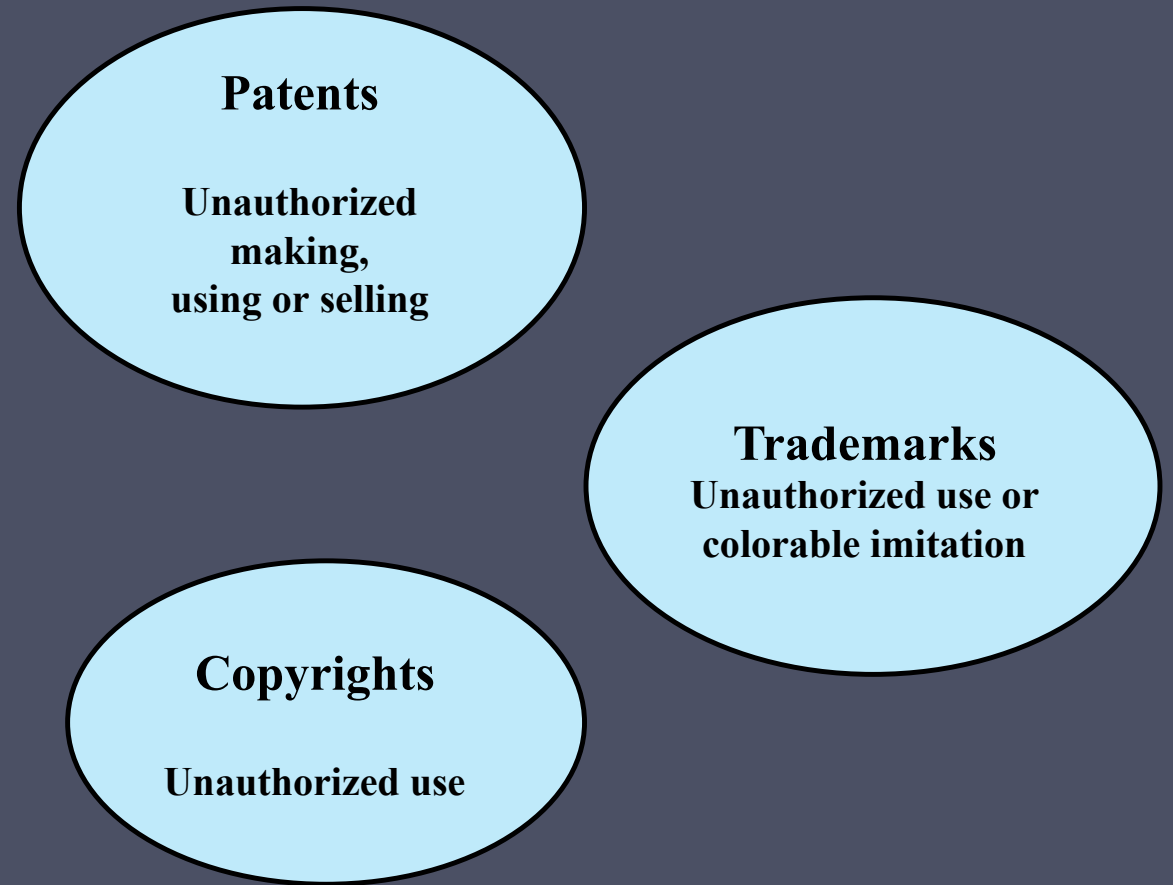 Patents
Unauthorized
making,
using or selling
Trademarks
Unauthorized use or
colorable imitation
Copyrights
Unauthorized use